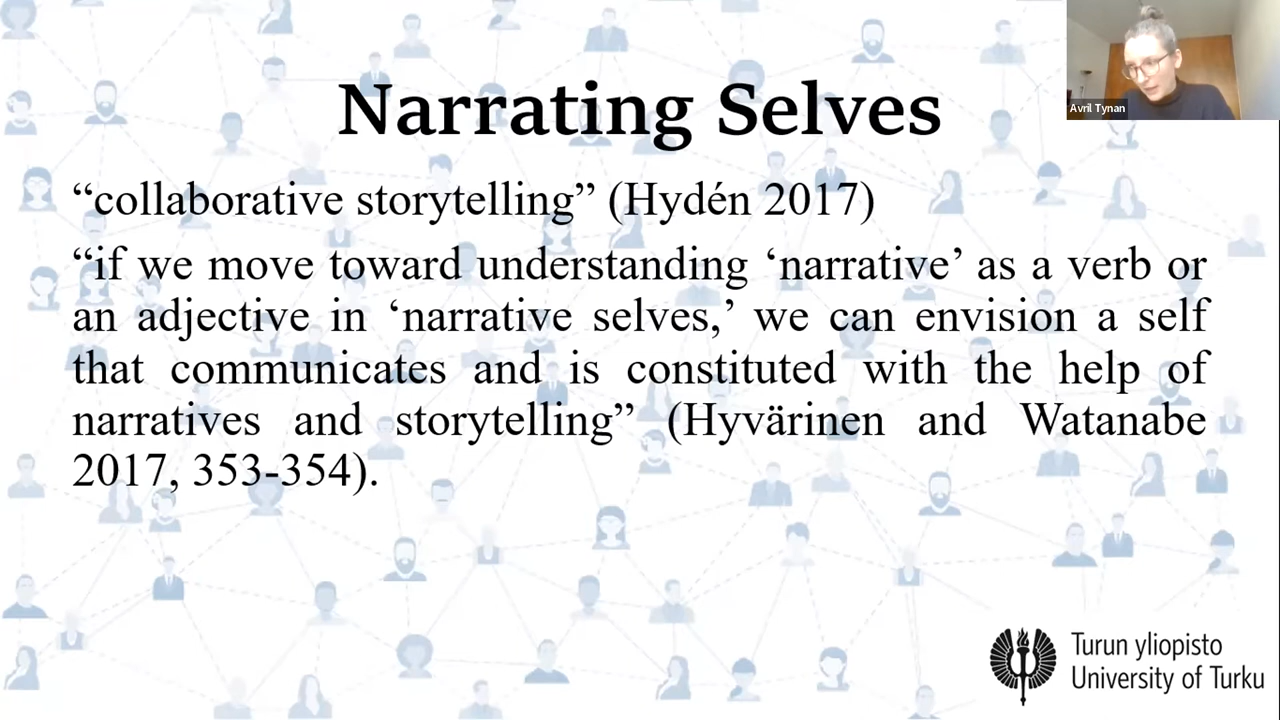 Narrating Selves
Avril Tynan
“collaborative storytelling” (Hydén 2017)
“if we move toward understanding ‘narrative’ as a verb or
an adjective in ‘narrative selves,’ we can envision a self
that communicates and is constituted with the help of
narratives and storytelling” (Hyvärinen and Watanabe
2017, 353-354).
Turun yliopisto
University of Turku